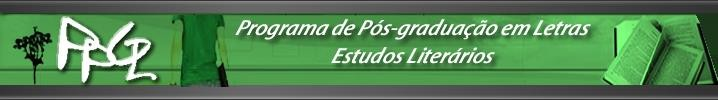 PPGL
Programa de Pós-graduação em Letras
Estudos Literários